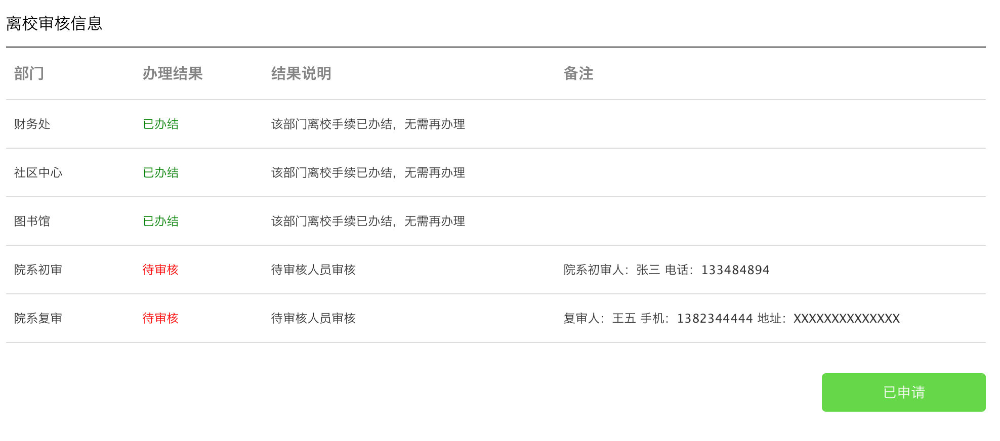 离校审核信息
部门 办理结果 结果说明 备注
财务处 已办结 该部门离校手续已办结，无需再办理
社区中心 已办结 该部门离校手续已办结，无需再办理
图书馆 已办结 该部门离校手续已办结，无需再办理
院系初审 待审核 待审核人员审核 院系初审人：张三 电话：133484894
院系复审 待审核 待审核人员审核 复审人：王五 手机：1382344444 地址：XXXXXXXXXXXXXX
已申请